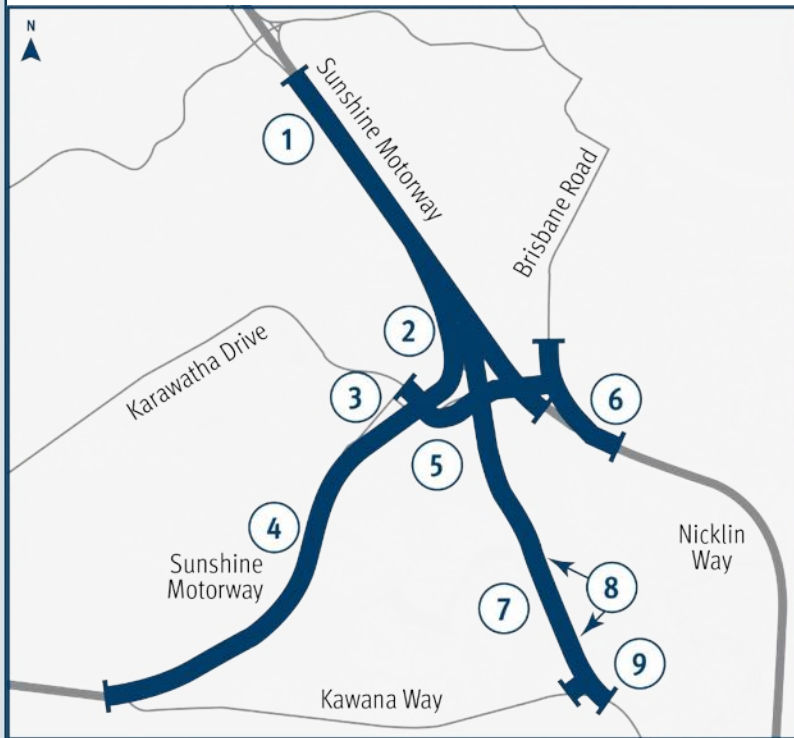 N
1
Sunshine Motorway
Brisbane Road
2
Karawatha Drive
3
6
5
4
Sunshine
Motorway
Nicklin
Way
8
7
9
Kawana Way